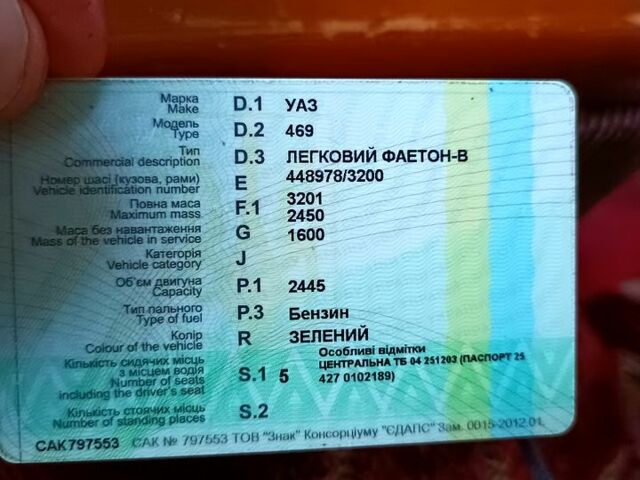 Марка D.1 УАЗ
Make
Модель D.2 469
Type
Тип D.3 ЛЕГКОВИЙ ФАЕТОН-В
Commercial description
Номер шасі (кузова, рами) E 448978/3200
Vehicle identification number
3201
Повна маса F.1 2450
Maximum mass
Маса без навантаження G 1600
Mass of the vehicle in service
Категорія J
Vehicle category
Об'єм двигуна P.1 2445
Capacity
Тип пального P.3 Бензин
Type of fuel
Колір R ЗЕЛЕНИЙ
Colour of the vehicle
Особливі відмітки
Кількість сидячих місць ЦЕНТРАЛЬНА ТБ 04 251203 (ПАСПОРТ 25
з місцем водія S.1 5 427 0102189)
Number of seats
including the driver's seat
Кількість стоячих місць S.2
Number of standing places
САК797553 САК № 797553 ТОВ "Знак" Консорціуму "ЄДАПС" Зам. 0015-2012.01.